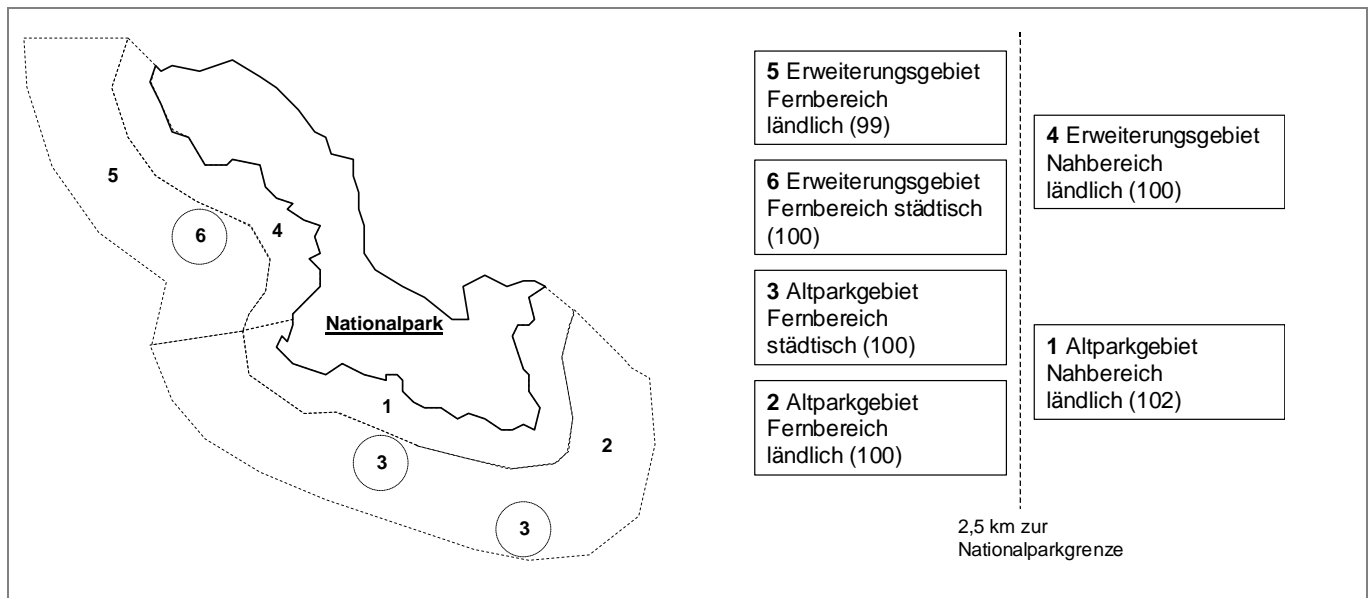 5
6
4
Nationalpark
1
3
2
3
5 Erweiterungsgebiet
Fernbereich
ländlich (99)
6 Erweiterungsgebiet
Fernbereich städtisch
(100)
3 Altparkgebiet
Fernbereich
städtisch (100)
2 Altparkgebiet
Fernbereich
ländlich (100)
4 Erweiterungsgebiet
Nahbereich
ländlich (100)
1 Altparkgebiet
Nahbereich
ländlich (102)
2,5 km zur
Nationalparkgrenze